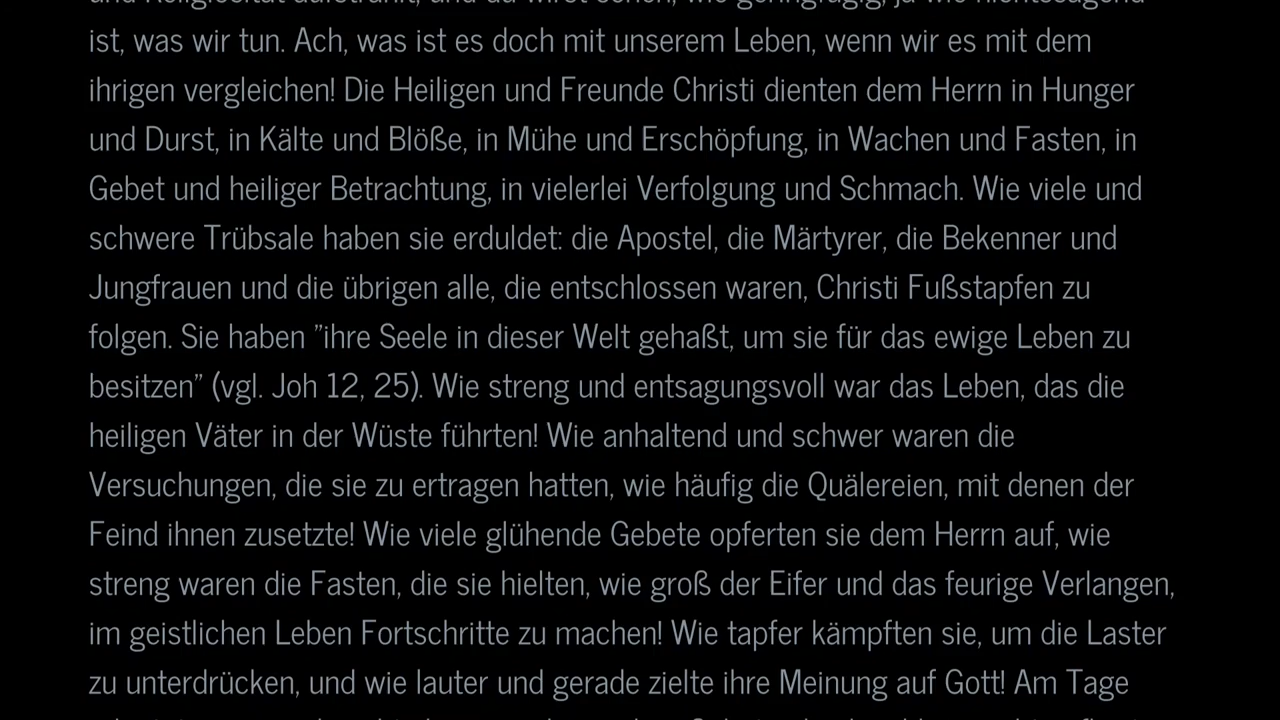 ist, was wir tun. Ach, was ist es doch mit unserem Leben, wenn wir es mit dem
ihrigen vergleichen! Die Heiligen und Freunde Christi dienten dem Herrn in Hunger
und Durst, in Kälte und Blöße, in Mühe und Erschöpfung, in Wachen und Fasten, in
Gebet und heiliger Betrachtung, in vielerlei Verfolgung und Schmach. Wie viele und
schwere Trübsale haben sie erduldet: die Apostel, die Märtyrer, die Bekenner und
Jungfrauen und die übrigen alle, die entschlossen waren, Christi Fußstapfen zu
folgen. Sie haben "ihre Seele in dieser Welt gehaßt, um sie für das ewige Leben zu
besitzen" (vgl. Joh 12, 25). Wie streng und entsagungsvoll war das Leben, das die
heiligen Väter in der Wüste führten! Wie anhaltend und schwer waren die
Versuchungen, die sie zu ertragen hatten, wie häufig die Quälereien, mit denen der
Feind ihnen zusetzte! Wie viele glühende Gebete opferten sie dem Herrn auf, wie
streng waren die Fasten, die sie hielten, wie groß der Eifer und das feurige Verlangen,
im geistlichen Leben Fortschritte zu machen! Wie tapfer kämpften sie, um die Laster
zu unterdrücken, und wie lauter und gerade zielte ihre Meinung auf Gott! Am Tage